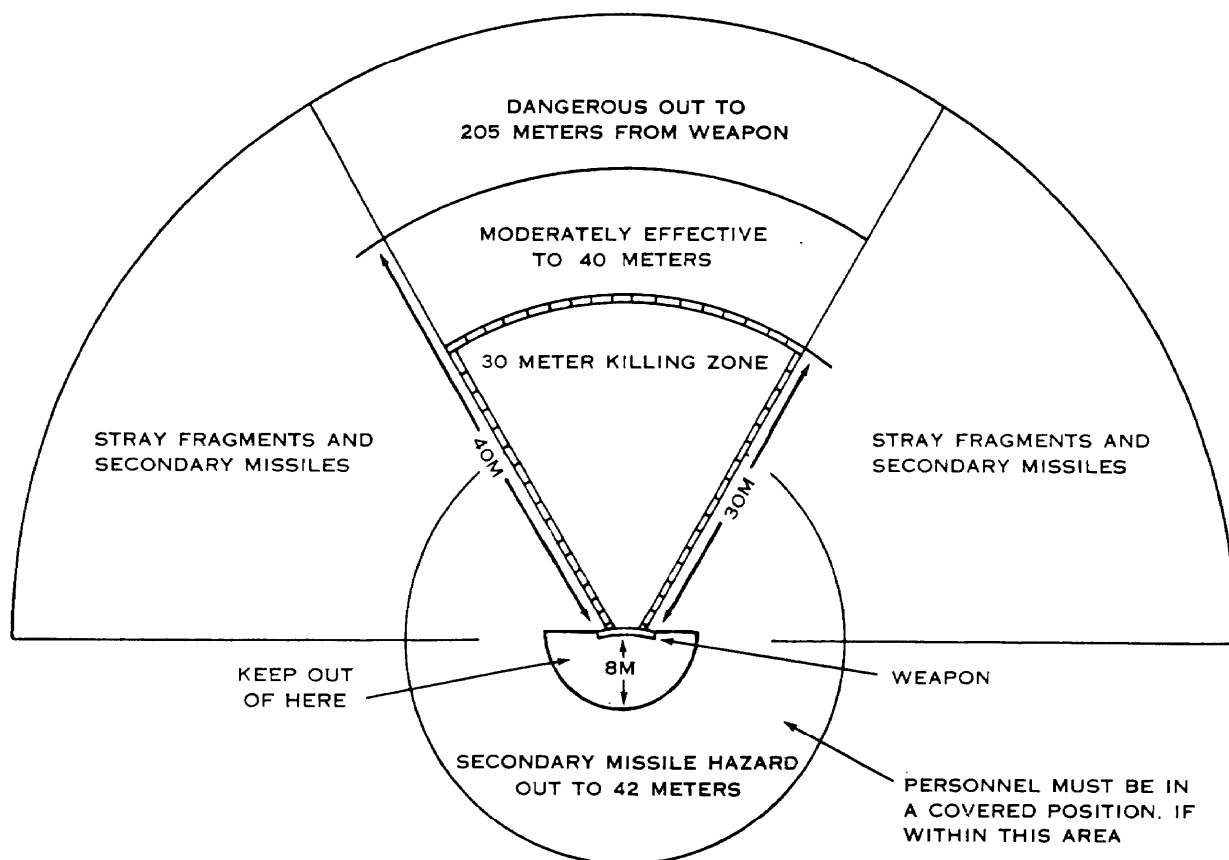 DANGEROUS OUT TO
205 METERS FROM WEAPON
MODERATELY EFFECTIVE
TO 40 METERS
30 METER KILLING ZONE
STRAY FRAGMENTS AND
SECONDARY MISSILES
40M
30M
STRAY FRAGMENTS AND
SECONDARY MISSILES
KEEP OUT
OF HERE
8M
WEAPON
SECONDARY MISSILE HAZARD
OUT TO 42 METERS
PERSONNEL MUST BE IN
A COVERED POSITION. IF
WITHIN THIS AREA